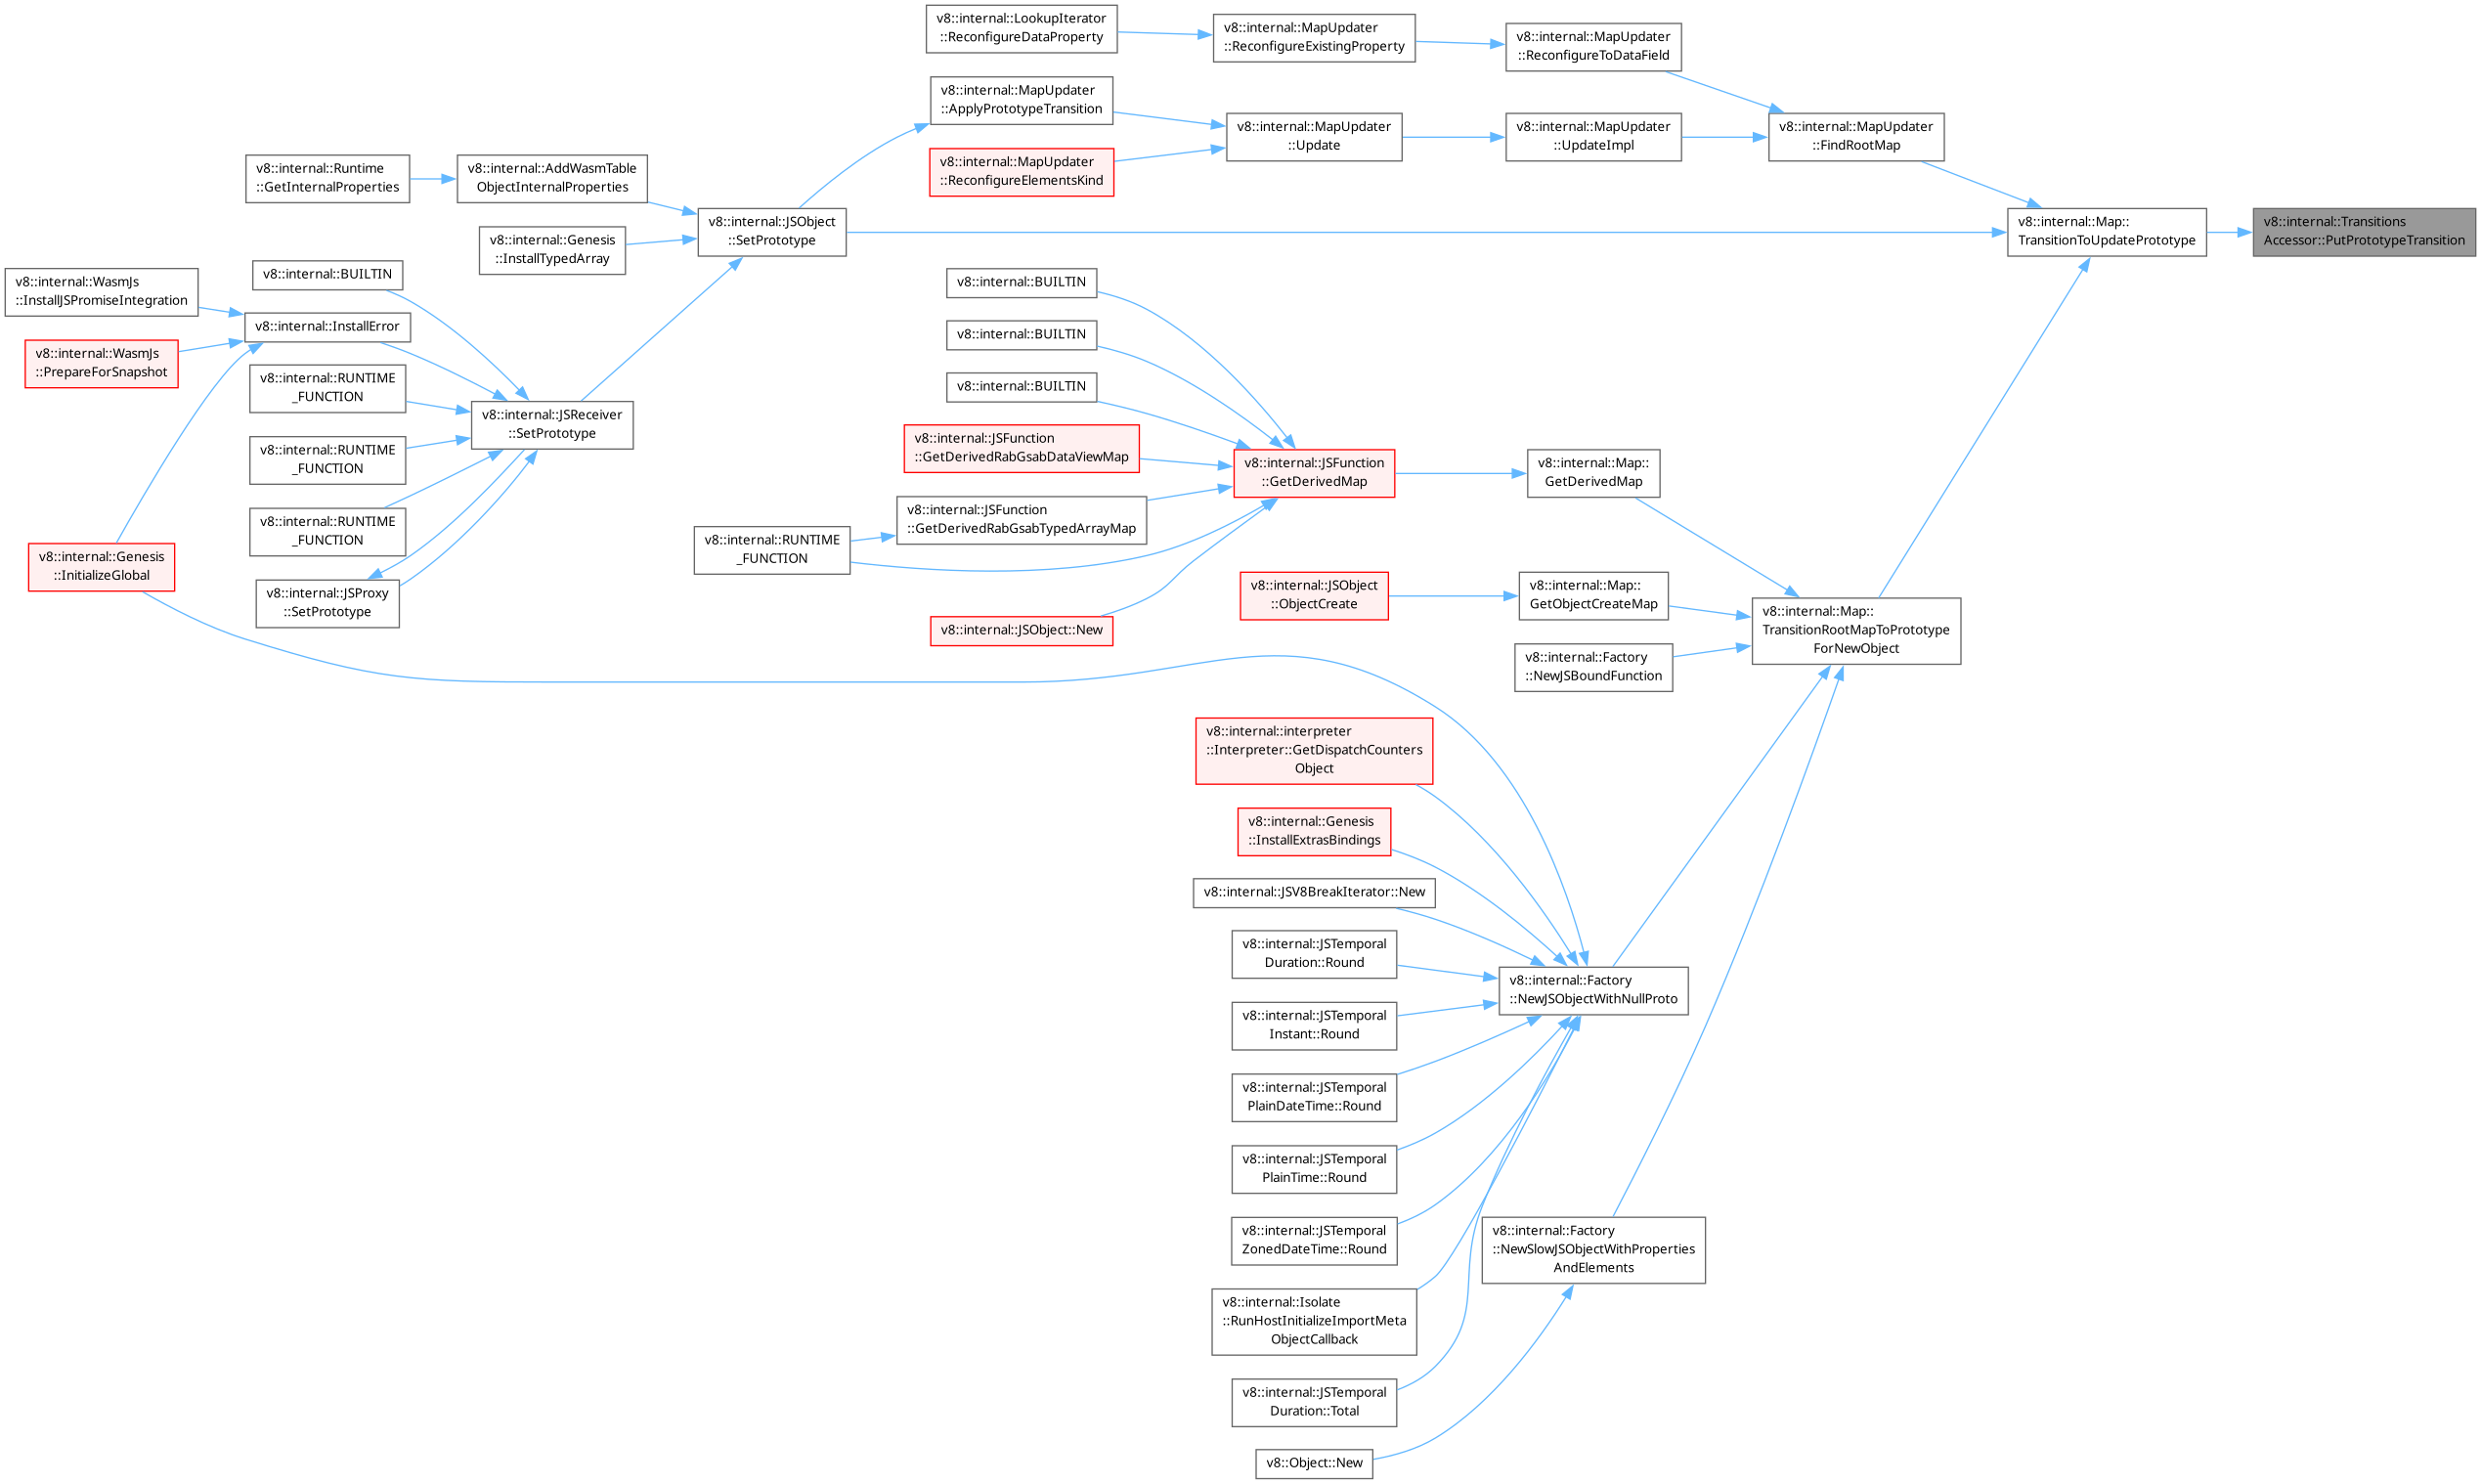 v8::internal::LookupIterator
::ReconfigureDataProperty
v8::internal::MapUpdater
::ReconfigureExistingProperty
v8::internal::MapUpdater
::ReconfigureToDataField
v8::internal::MapUpdater
::ApplyPrototypeTransition
v8::internal::MapUpdater
::Update
v8::internal::MapUpdater
::UpdateImpl
v8::internal::MapUpdater
::FindRootMap
v8::internal::MapUpdater
::ReconfigureElementsKind
v8::internal::Runtime
::GetInternalProperties
v8::internal::AddWasmTable
ObjectInternalProperties
v8::internal::JSObject
::SetPrototype
v8::internal::Map::
TransitionToUpdatePrototype
v8::internal::Transitions
Accessor::PutPrototypeTransition
v8::internal::Genesis
::InstallTypedArray
v8::internal::BUILTIN
v8::internal::WasmJs
::InstallJSPromiseIntegration
v8::internal::InstallError
v8::internal::WasmJs
::PrepareForSnapshot
v8::internal::RUNTIME
_FUNCTION
v8::internal::JSReceiver
::SetPrototype
v8::internal::RUNTIME
_FUNCTION
v8::internal::RUNTIME
_FUNCTION
v8::internal::Genesis
::InitializeGlobal
v8::internal::JSProxy
::SetPrototype
v8::internal::BUILTIN
v8::internal::BUILTIN
v8::internal::BUILTIN
v8::internal::JSFunction
::GetDerivedRabGsabDataViewMap
v8::internal::JSFunction
::GetDerivedMap
v8::internal::Map::
GetDerivedMap
v8::internal::JSFunction
::GetDerivedRabGsabTypedArrayMap
v8::internal::RUNTIME
_FUNCTION
v8::internal::JSObject::New
v8::internal::JSObject
::ObjectCreate
v8::internal::Map::
GetObjectCreateMap
v8::internal::Map::
TransitionRootMapToPrototype
ForNewObject
v8::internal::Factory
::NewJSBoundFunction
v8::internal::interpreter
::Interpreter::GetDispatchCounters
Object
v8::internal::Genesis
::InstallExtrasBindings
v8::internal::JSV8BreakIterator::New
v8::internal::JSTemporal
Duration::Round
v8::internal::Factory
::NewJSObjectWithNullProto
v8::internal::JSTemporal
Instant::Round
v8::internal::JSTemporal
PlainDateTime::Round
v8::internal::JSTemporal
PlainTime::Round
v8::internal::JSTemporal
ZonedDateTime::Round
v8::internal::Factory
::NewSlowJSObjectWithProperties
AndElements
v8::internal::Isolate
::RunHostInitializeImportMeta
ObjectCallback
v8::internal::JSTemporal
Duration::Total
v8::Object::New